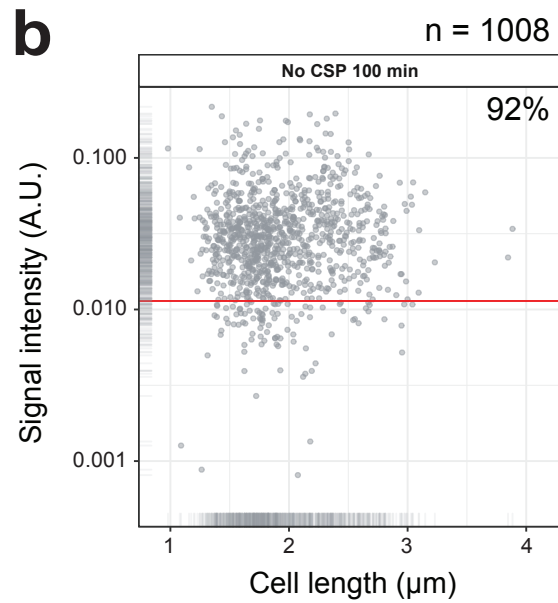 b
n = 1008
No CSP 100 min
92%
Signal intensity (A.U.)
0.100
0.010
0.001
1 2 3 4
Cell length (µm)